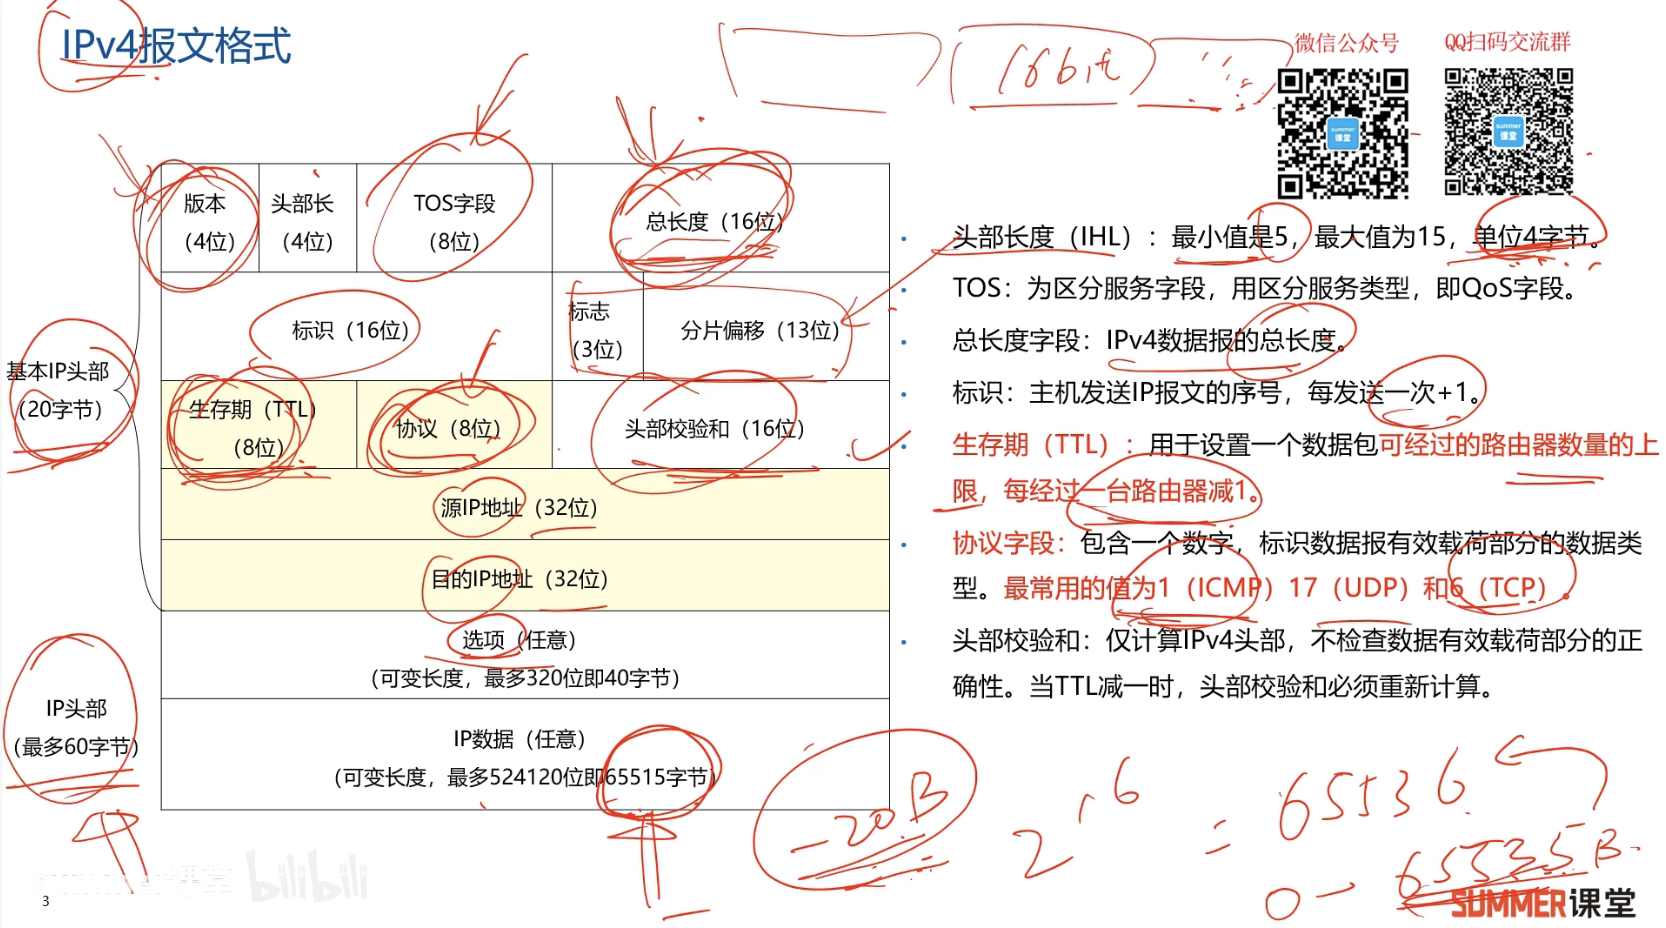 IPv4报文格式
16bit
微信公众号
QQ扫码交流群
summer
课堂
summer
课堂
版本
（4位）
头部长
（4位）
TOS字段
（8位）
总长度（16位）
标识（16位）
标志
（3位）
分片偏移（13位）
基本IP头部
（20字节）
生存期（TTL）
（8位）
协议（8位）
头部校验和（16位）
源IP地址（32位）
目的IP地址（32位）
选项（任意）
（可变长度，最多320位即40字节）
IP头部
（最多60字节）
IP数据（任意）
（可变长度，最多524120位即65515字节）
• 头部长度（IHL）：最小值是5，最大值为15，单位4字节。
• TOS：为区分服务字段，用区分服务类型，即QoS字段。
• 总长度字段：IPv4数据报的总长度。
• 标识：主机发送IP报文的序号，每发送一次+1。
• 生存期（TTL）：用于设置一个数据包可经过的路由器数量的上
限，每经过一台路由器减1。
• 协议字段：包含一个数字，标识数据报有效载荷部分的数据类
型。最常用的值为1（ICMP）17（UDP）和6（TCP）。
• 头部校验和：仅计算IPv4头部，不检查数据有效载荷部分的正
确性。当TTL减一时，头部校验和必须重新计算。
-20B
2^16 = 65536
0-65535B
bilibili
3
SUMMER课堂